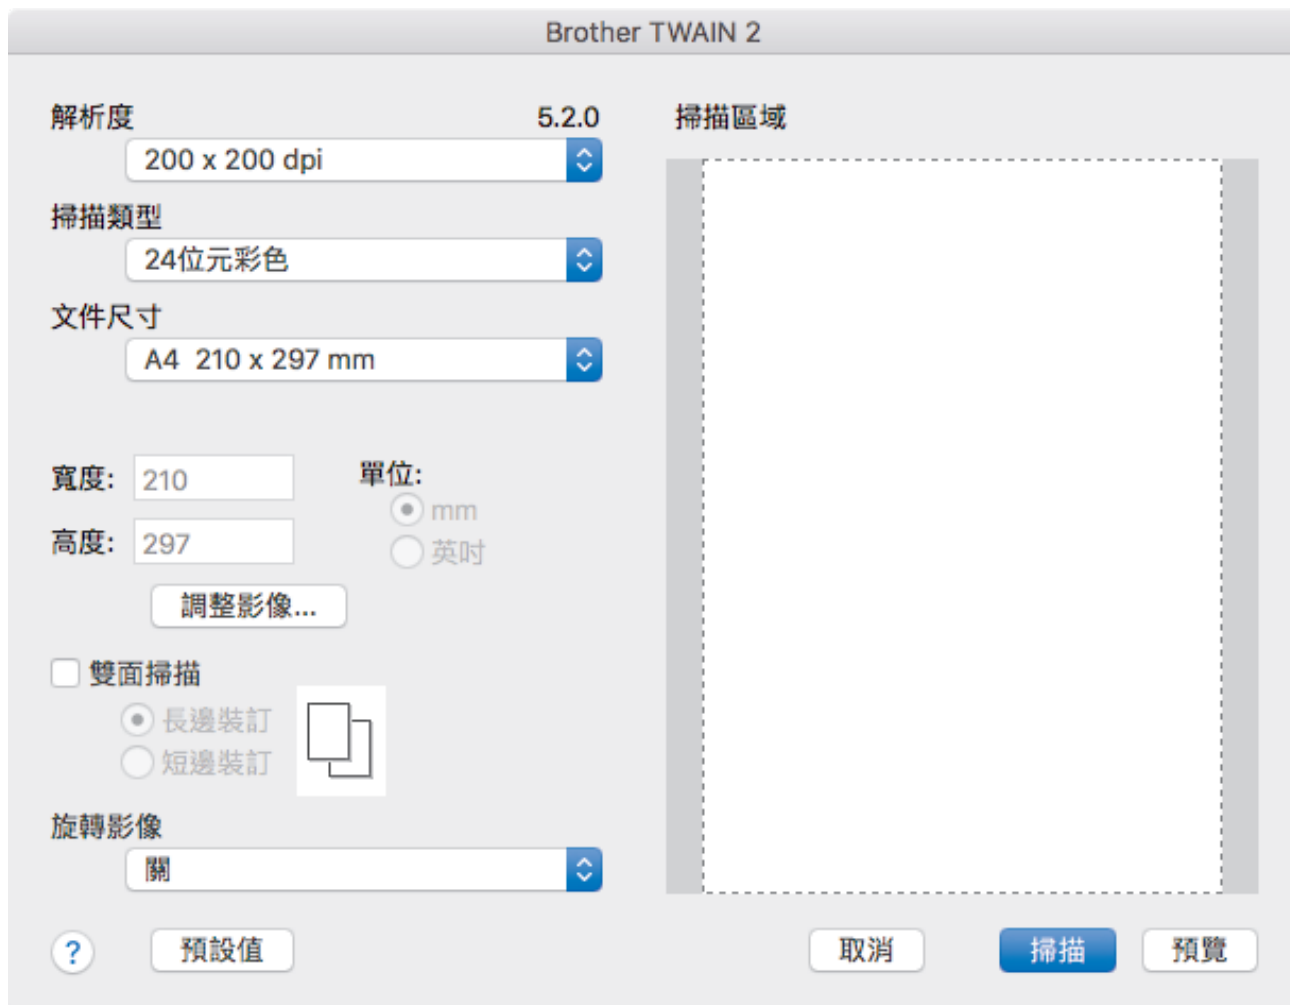 Brother TWAIN 2
解析度 5.2.0
200 x 200 dpi
掃描類型
24位元彩色
文件尺寸
A4 210 x 297 mm
寬度: 210
高度: 297
單位:
mm
英吋
調整影像...
雙面掃描
長邊裝訂
短邊裝訂
旋轉影像
關
? 預設值
掃描區域
取消 掃描 預覽